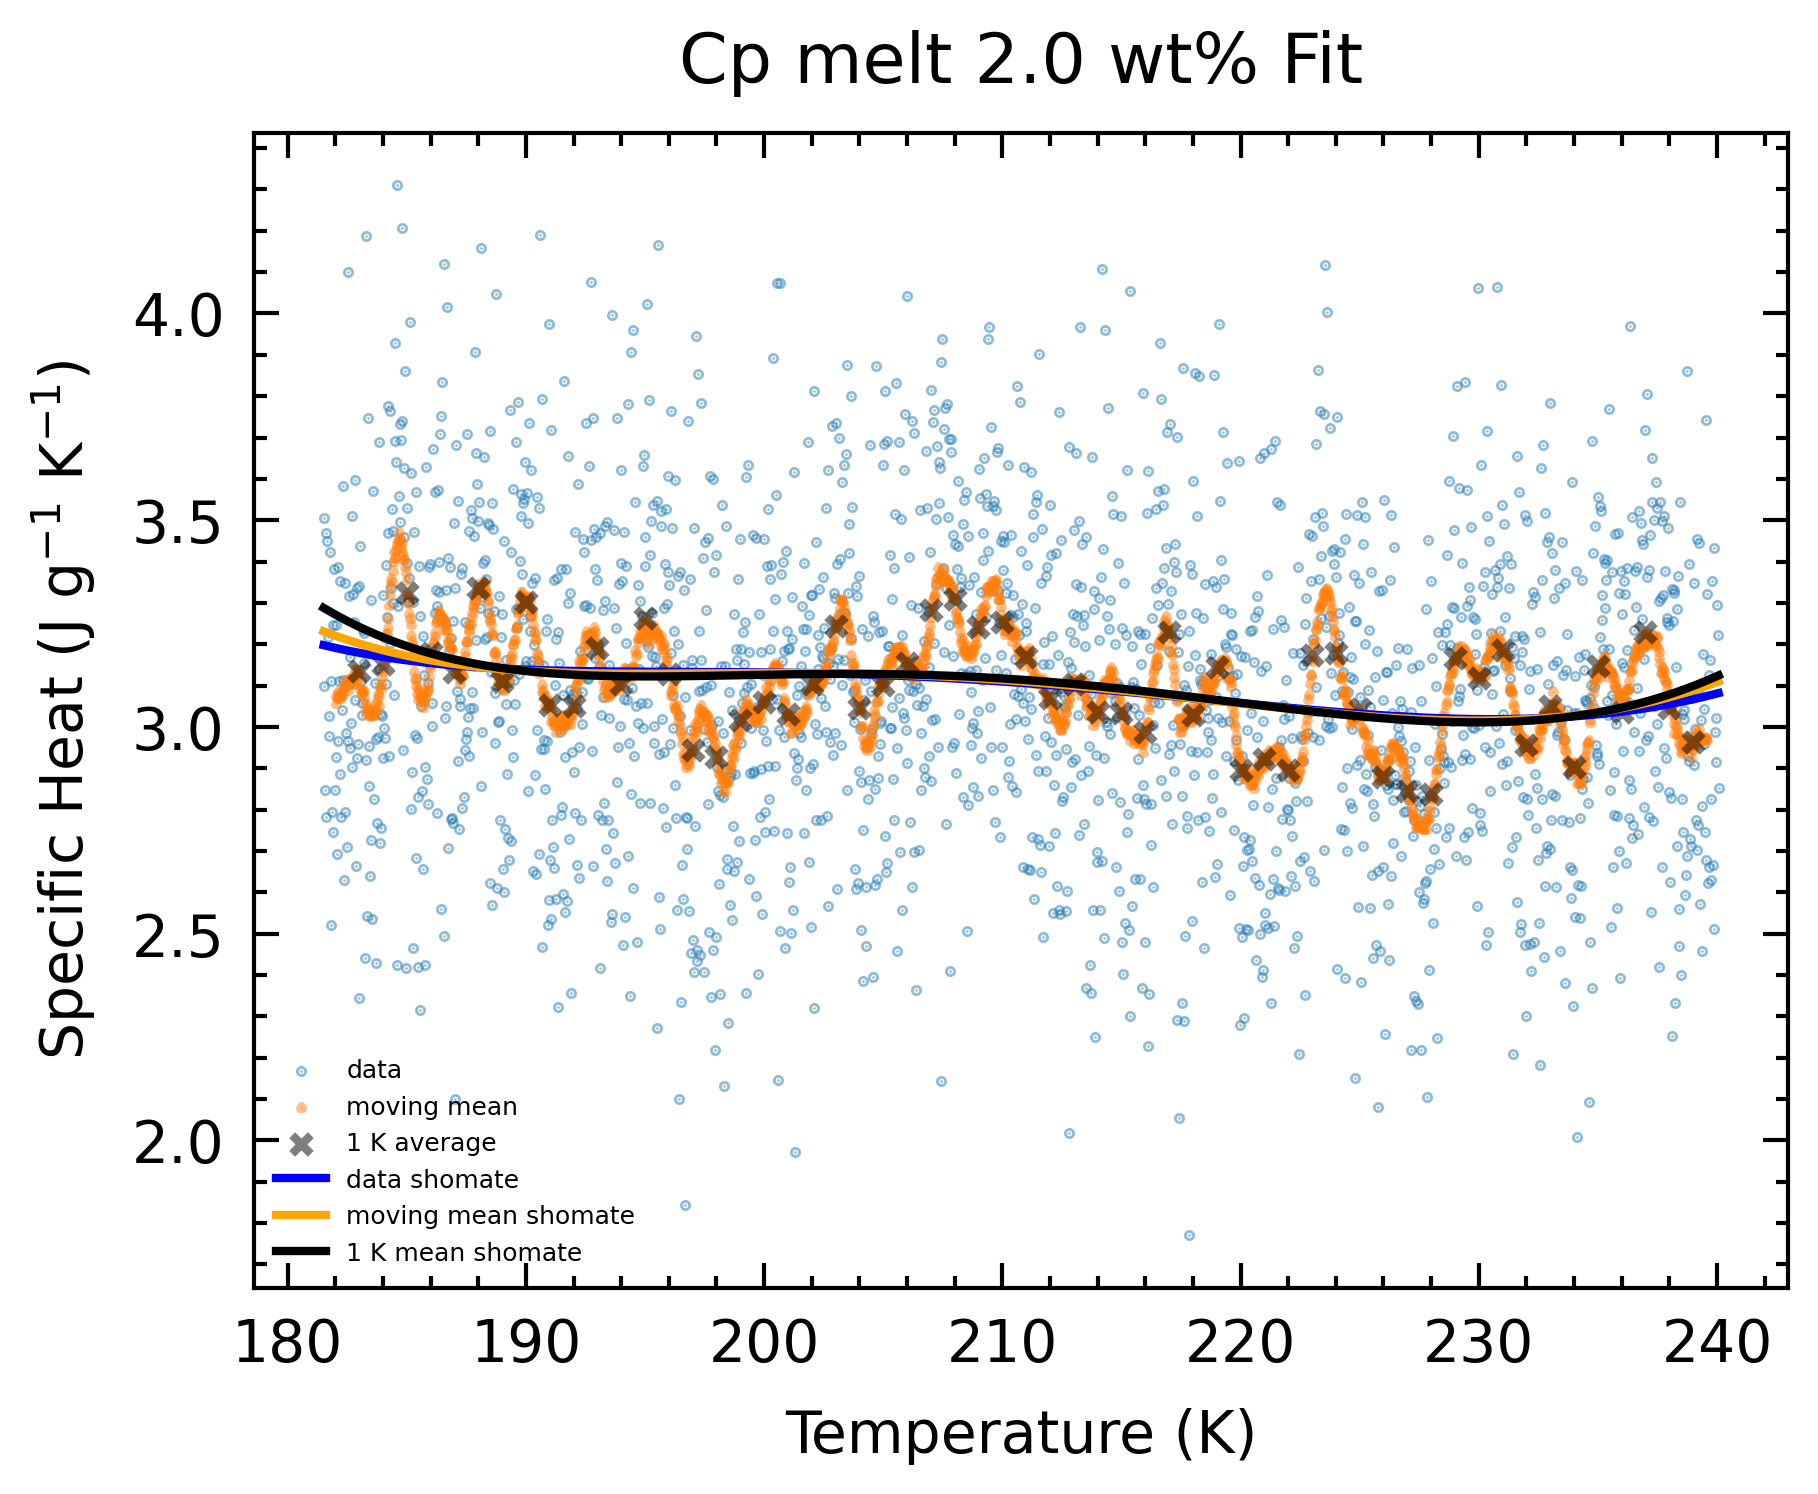 Cp melt 2.0 wt% Fit
Specific Heat (J g⁻¹ K⁻¹)
4.0
3.5
3.0
2.5
2.0
data
moving mean
1 K average
data shomate
moving mean shomate
1 K mean shomate
180 190 200 210 220 230 240
Temperature (K)